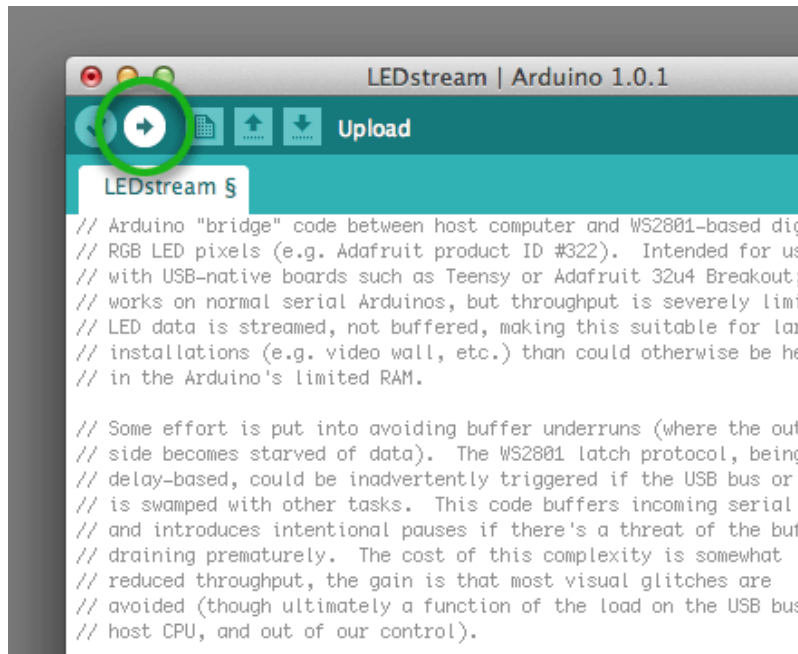 LEDstream | Arduino 1.0.1
Upload
LEDstream §
// Arduino "bridge" code between host computer and WS2801-based
// RGB LED pixels (e.g. Adafruit product ID #322).  Intended for
// with USB-native boards such as Teensy or Adafruit 32u4 Breakout;
// works on normal serial Arduinos, but throughput is severely
// LED data is streamed, not buffered, making this suitable for
// installations (e.g. video wall, etc.) than could otherwise be
// in the Arduino's limited RAM.
// Some effort is put into avoiding buffer underruns (where the
// side becomes starved of data).  The WS2801 latch protocol, being
// delay-based, could be inadvertently triggered if the USB bus or
// is swamped with other tasks.  This code buffers incoming serial
// and introduces intentional pauses if there's a threat of the
// draining prematurely.  The cost of this complexity is somewhat
// reduced throughput, the gain is that most visual glitches are
// avoided (though ultimately a function of the load on the USB
// host CPU, and out of our control).